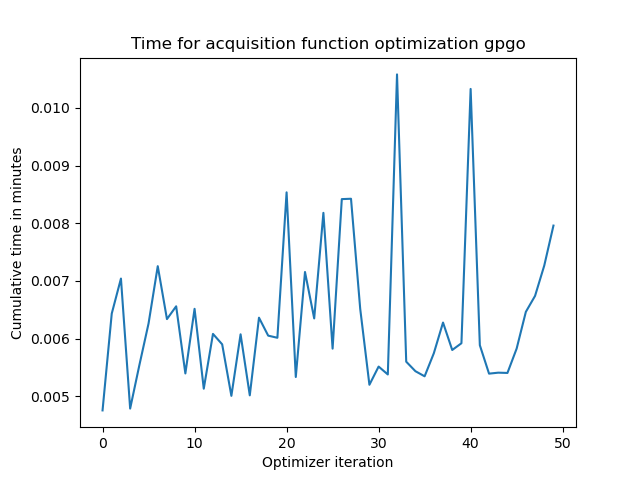 Time for acquisition function optimization gpgo
Cumulative time in minutes
0.010
0.009
0.008
0.007
0.006
0.005
0 10 20 30 40 50
Optimizer iteration